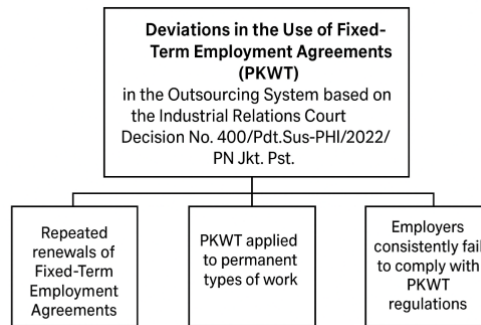 Deviations in the Use of Fixed-
Term Employment Agreements
(PKWT)
in the Outsourcing System based on
the Industrial Relations Court
Decision No. 400/Pdt.Sus-PHI/2022/
PN Jkt. Pst.
Repeated
renewals of
Fixed-Term
Employment
Agreements
PKWT applied
to permanent
types of work
Employers
consistently fail
to comply with
PKWT
regulations